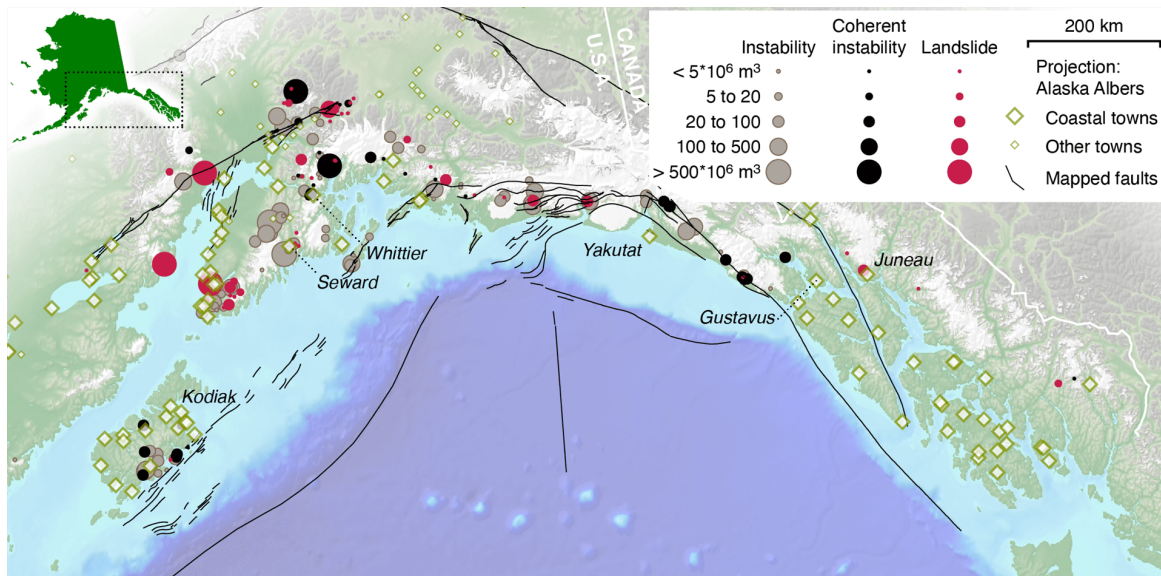 CANADA
U.S.A.
Instability
Coherent
instability
Landslide
< 5*10⁶ m³
5 to 20
20 to 100
100 to 500
> 500*10⁶ m³
200 km
Projection:
Alaska Albers
Coastal towns
Other towns
Mapped faults
Whittier
Seward
Yakutat
Juneau
Gustavus
Kodiak